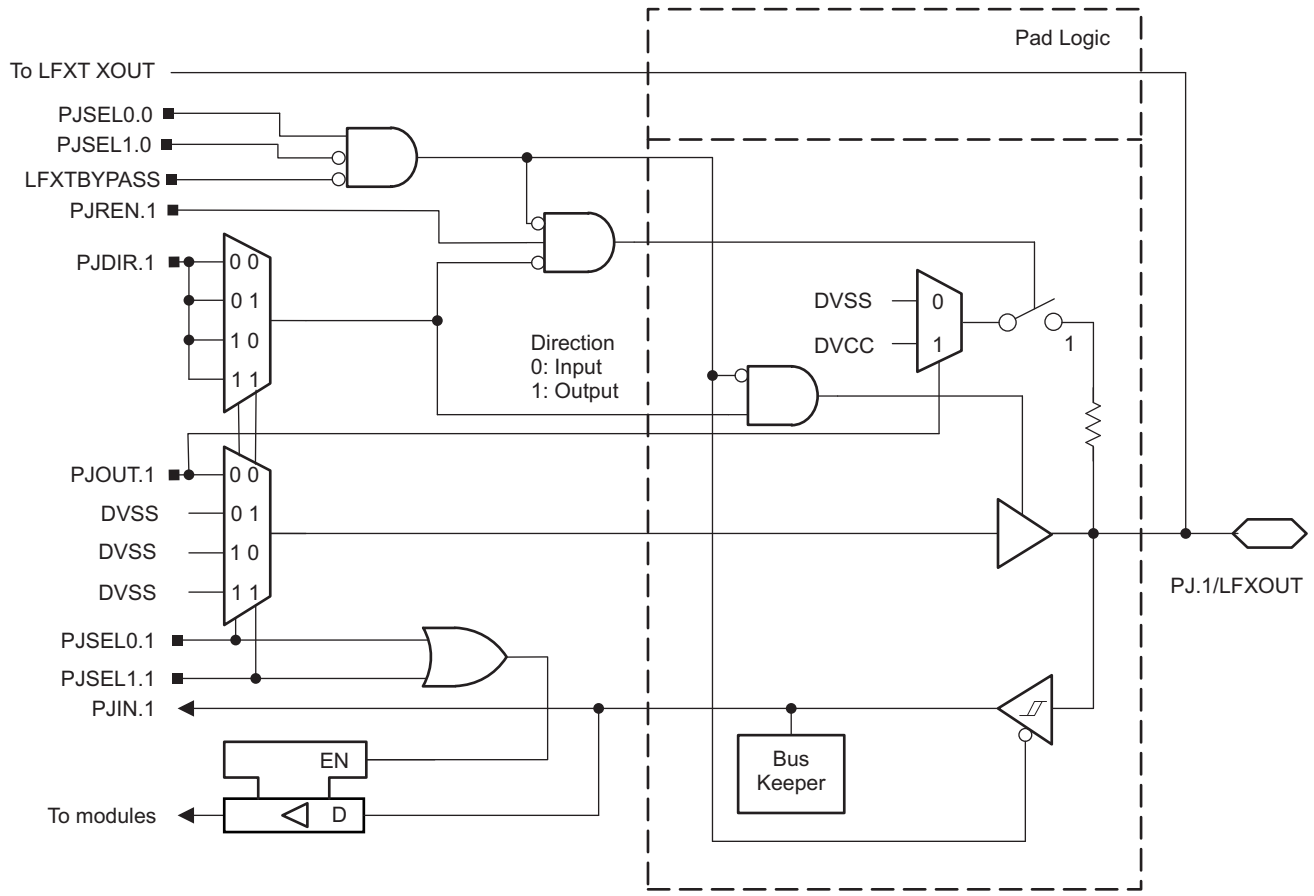 Pad Logic
To LFXT XOUT
PJSEL0.0
PJSEL1.0
LFXTBYPASS
PJREN.1
PJDIR.1
0 0
0 1
1 0
1 1
Direction
0: Input
1: Output
DVSS
0
DVCC
1
1
PJOUT.1
0 0
DVSS
0 1
DVSS
1 0
DVSS
1 1
PJ.1/LFXOUT
PJSEL0.1
PJSEL1.1
PJIN.1
Bus
Keeper
EN
To modules
D